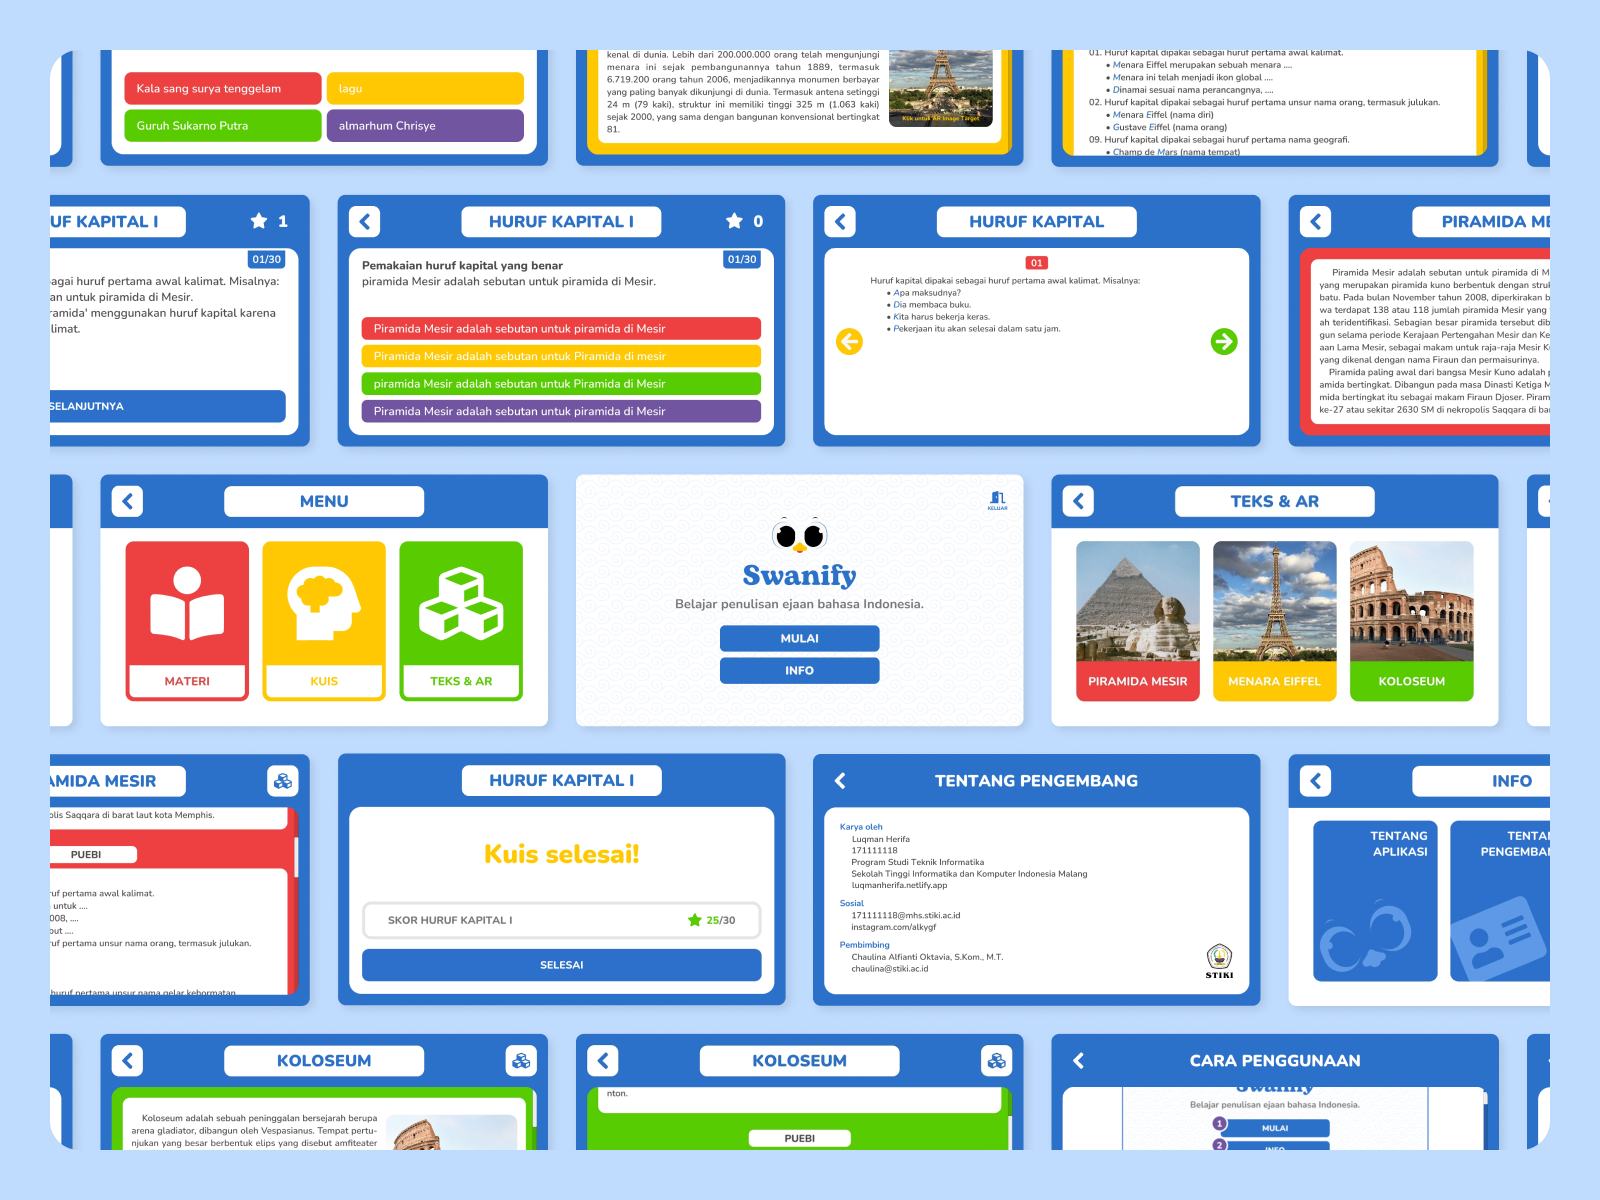 Kala sang surya tenggelam
lagu
Guruh Sukarno Putra
almarhum Chrisye
kenal di dunia. Lebih dari 200.000.000 orang telah mengunjungi
menara ini sejak pembangunannya tahun 1889, termasuk
6.719.200 orang tahun 2006, menjadikannya monumen berbayar
yang paling banyak dikunjungi di dunia. Termasuk antena setinggi
24 m (79 kaki), struktur ini memiliki tinggi 325 m (1.063 kaki)
sejak 2000, yang sama dengan bangunan konvensional bertingkat
81.
Klik untuk AR Image Target
01. Huruf kapital dipakai sebagai huruf pertama awal kalimat.
• Menara Eiffel merupakan sebuah menara ....
• Menara ini telah menjadi ikon global ....
• Dinamai sesuai nama perancangnya, ....
02. Huruf kapital dipakai sebagai huruf pertama unsur nama orang, termasuk julukan.
• Menara Eiffel (nama diri)
• Gustave Eiffel (nama orang)
09. Huruf kapital dipakai sebagai huruf pertama nama geografi.
• Champ de Mars (nama tempat)
UF KAPITAL I
1
01/30
agai huruf pertama awal kalimat. Misalnya:
an untuk piramida di Mesir.
ramida' menggunakan huruf kapital karena
limat.
SELANJUTNYA
HURUF KAPITAL I
0
01/30
Pemakaian huruf kapital yang benar
piramida Mesir adalah sebutan untuk piramida di Mesir.
Piramida Mesir adalah sebutan untuk piramida di Mesir
Piramida Mesir adalah sebutan untuk Piramida di mesir
piramida Mesir adalah sebutan untuk Piramida di Mesir
Piramida Mesir adalah sebutan untuk piramida di Mesir
HURUF KAPITAL
01
Huruf kapital dipakai sebagai huruf pertama awal kalimat. Misalnya:
• Apa maksudnya?
• Dia membaca buku.
• Kita harus bekerja keras.
• Pekerjaan itu akan selesai dalam satu jam.
PIRAMIDA ME
Piramida Mesir adalah sebutan untuk piramida di M
yang merupakan piramida kuno berbentuk dengan struk
batu. Pada bulan November tahun 2008, diperkirakan b
wa terdapat 138 atau 118 jumlah piramida Mesir yang
ah teridentifikasi. Sebagian besar piramida tersebut dib
gun selama periode Kerajaan Pertengahan Mesir dan Ke
aan Lama Mesir, sebagai makam untuk raja-raja Mesir K
yang dikenal dengan nama Firaun dan permaisurinya.
Piramida paling awal dari bangsa Mesir Kuno adalah p
amida bertingkat. Dibangun pada masa Dinasti Ketiga M
mida bertingkat itu sebagai makam Firaun Djoser. Piram
ke-27 atau sekitar 2630 SM di nekropolis Saqqara di ba
MENU
MATERI
KUIS
TEKS & AR
KELUAR
Swanify
Belajar penulisan ejaan bahasa Indonesia.
MULAI
INFO
TEKS & AR
PIRAMIDA MESIR
MENARA EIFFEL
KOLOSEUM
AMIDA MESIR
olis Saqqara di barat laut kota Memphis.
PUEBI
ruf pertama awal kalimat.
untuk ....
008, ....
out ....
ruf pertama unsur nama orang, termasuk julukan.
huruf pertama unsur nama gelar kehormatan
HURUF KAPITAL I
Kuis selesai!
SKOR HURUF KAPITAL I
25/30
SELESAI
TENTANG PENGEMBANG
Karya oleh
Luqman Herifa
171111118
Program Studi Teknik Informatika
Sekolah Tinggi Informatika dan Komputer Indonesia Malang
luqmanherifa.netlify.app
Sosial
171111118@mhs.stiki.ac.id
instagram.com/alkygf
Pembimbing
Chaulina Alfianti Oktavia, S.Kom., M.T.
chaulina@stiki.ac.id
STIKI
INFO
TENTANG
APLIKASI
TENTAN
PENGEMBAN
KOLOSEUM
Koloseum adalah sebuah peninggalan bersejarah berupa
arena gladiator, dibangun oleh Vespasianus. Tempat pertu-
njukan yang besar berbentuk elips yang disebut amfiteater
KOLOSEUM
nton.
PUEBI
CARA PENGGUNAAN
Swanify
Belajar penulisan ejaan bahasa Indonesia.
1
MULAI
2
INFO